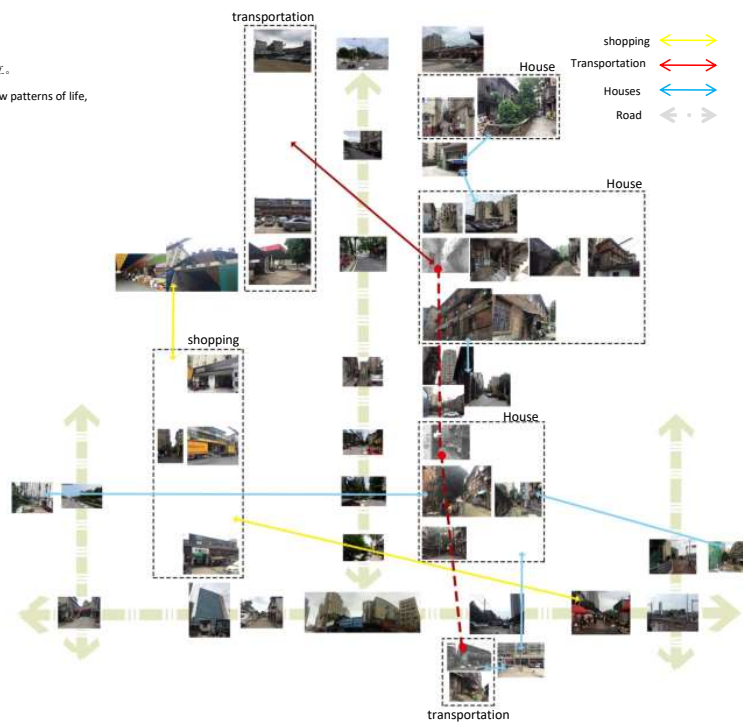 transportation
shopping
Transportation
Houses
Road
House
w patterns of life,
House
shopping
House
transportation